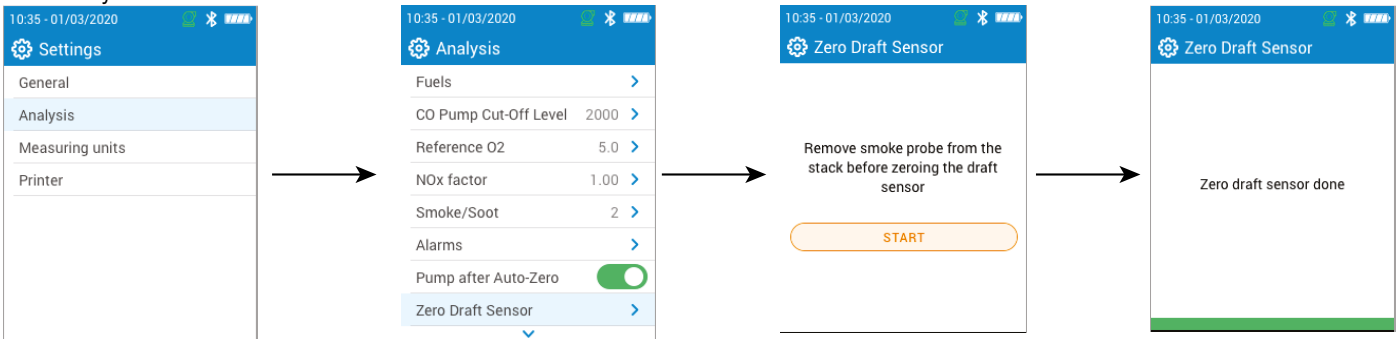 10:35 - 01/03/2020
Settings
General
Analysis
Measuring units
Printer
10:35 - 01/03/2020
Analysis
Fuels
CO Pump Cut-Off Level 2000
Reference O2 5.0
NOx factor 1.00
Smoke/Soot 2
Alarms
Pump after Auto-Zero
Zero Draft Sensor
10:35 - 01/03/2020
Zero Draft Sensor
Remove smoke probe from the
stack before zeroing the draft
sensor
START
10:35 - 01/03/2020
Zero Draft Sensor
Zero draft sensor done